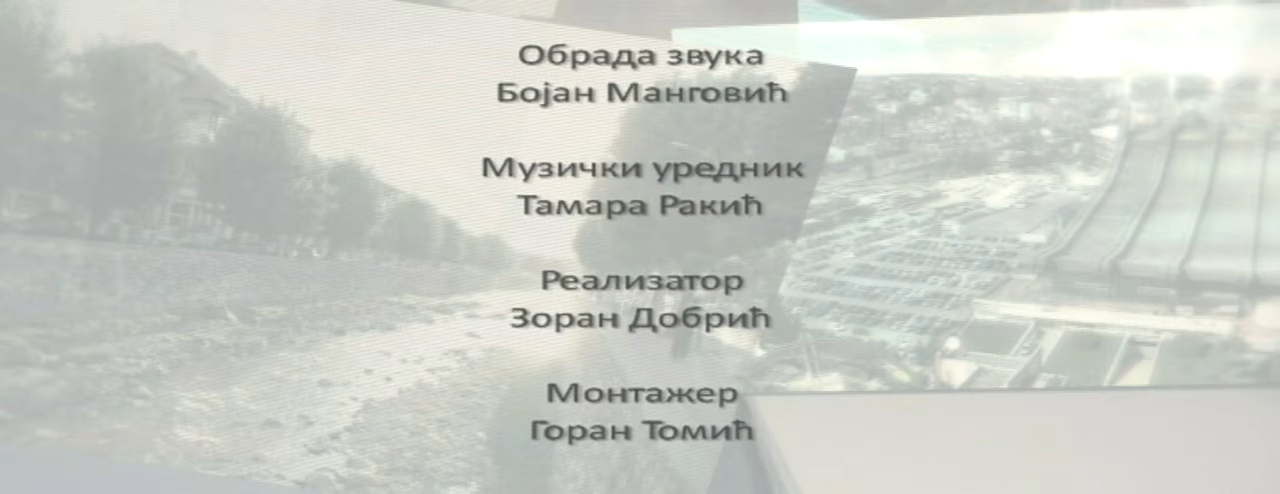 Обрада звука
Бојан Манговић
Музички уредник
Тамара Ракић
Реализатор
Зоран Добрић
Монтажер
Горан Томић